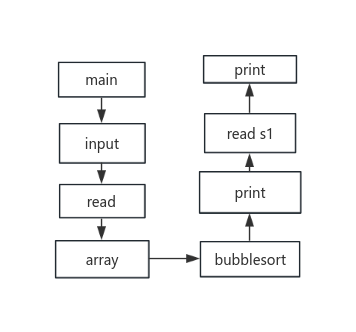 main
input
read
array
bubblesort
print
read s1
print